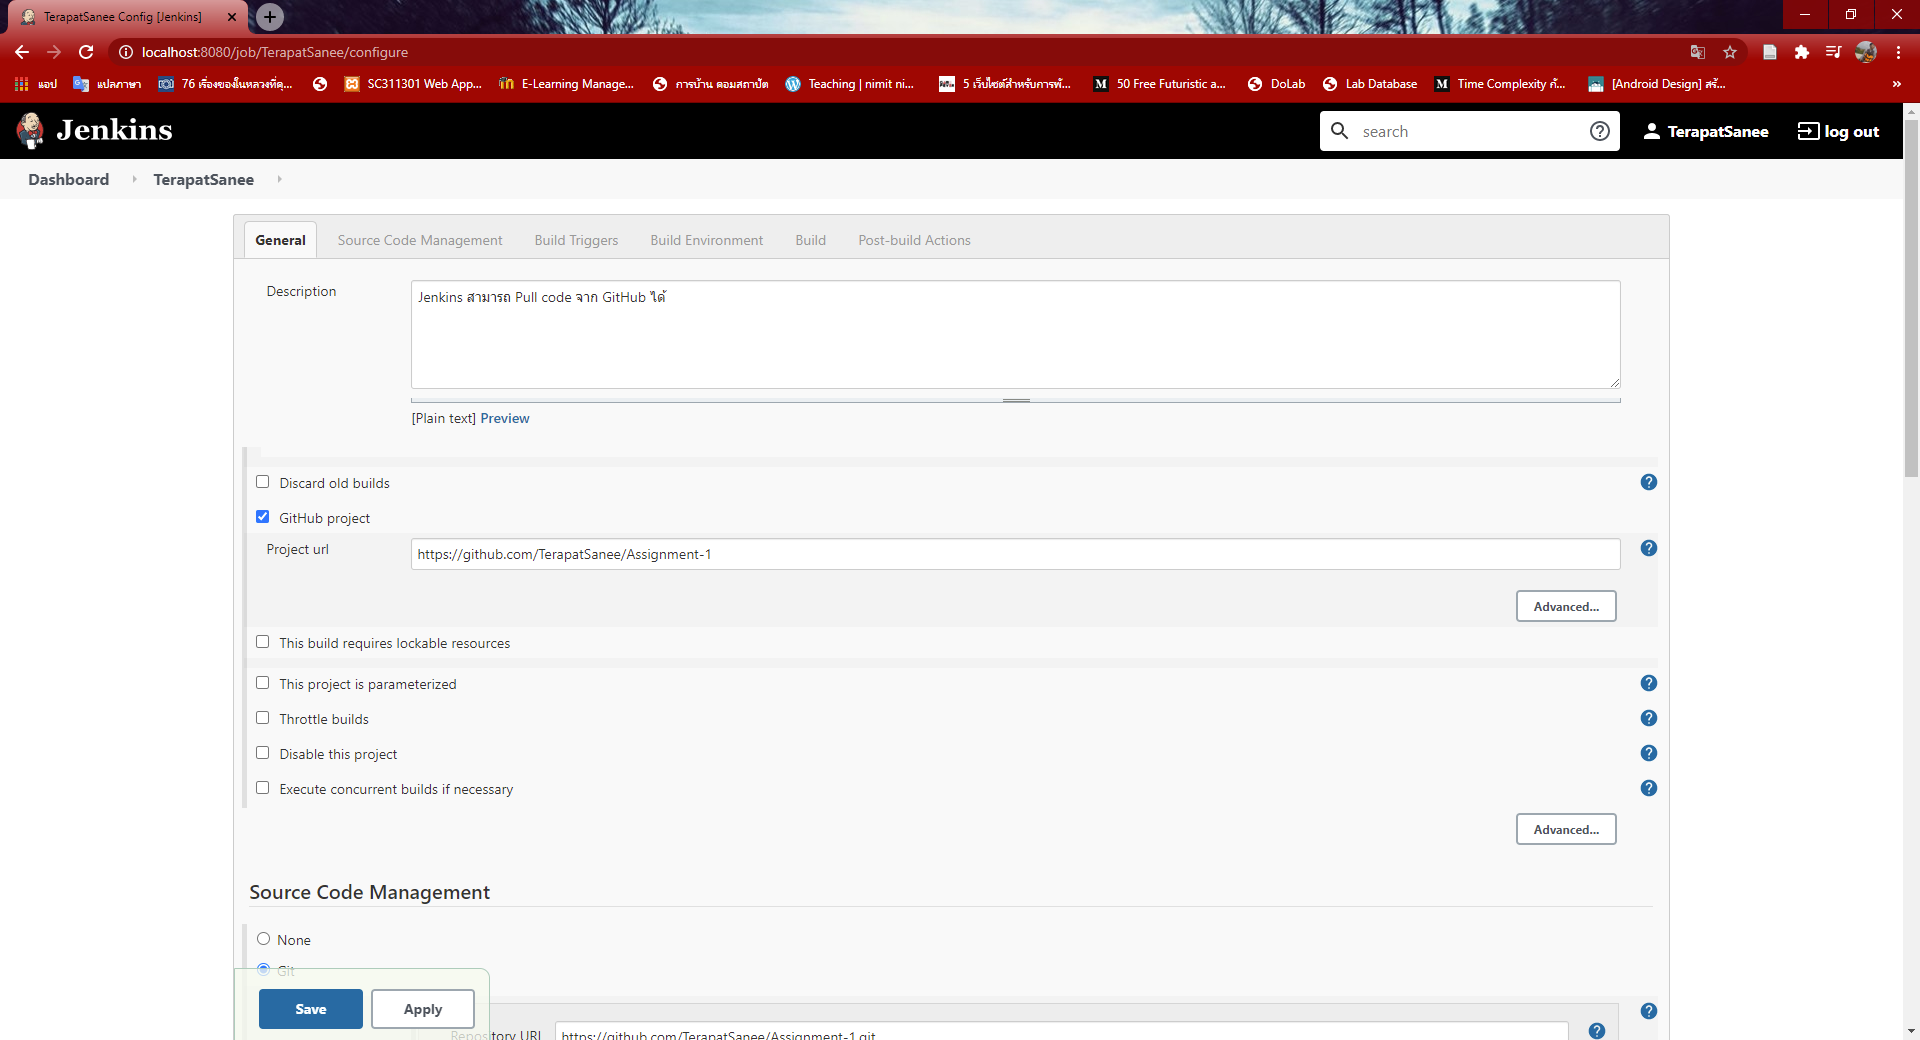 TerapatSanee Config [Jenkins]
localhost:8080/job/TerapatSanee/configure
แอป
แปลภาษา
76 เรื่องของในหลวงที่คุ...
SC311301 Web App...
E-Learning Manage...
การบ้าน คอมสถาปัต
Teaching | nimit ni...
5 เว็บไซต์สำหรับการพั...
50 Free Futuristic a...
DoLab
Lab Database
Time Complexity ก้...
[Android Design] สร้...
»
Jenkins
search
TerapatSanee
log out
Dashboard
TerapatSanee
General
Source Code Management
Build Triggers
Build Environment
Build
Post-build Actions
Description
Jenkins สามารถ Pull code จาก GitHub ได้
[Plain text] Preview
Discard old builds
GitHub project
Project url
https://github.com/TerapatSanee/Assignment-1
Advanced...
This build requires lockable resources
This project is parameterized
Throttle builds
Disable this project
Execute concurrent builds if necessary
Advanced...
Source Code Management
None
Git
Save
Apply
Repository URL
https://github.com/TerapatSanee/Assignment-1.git